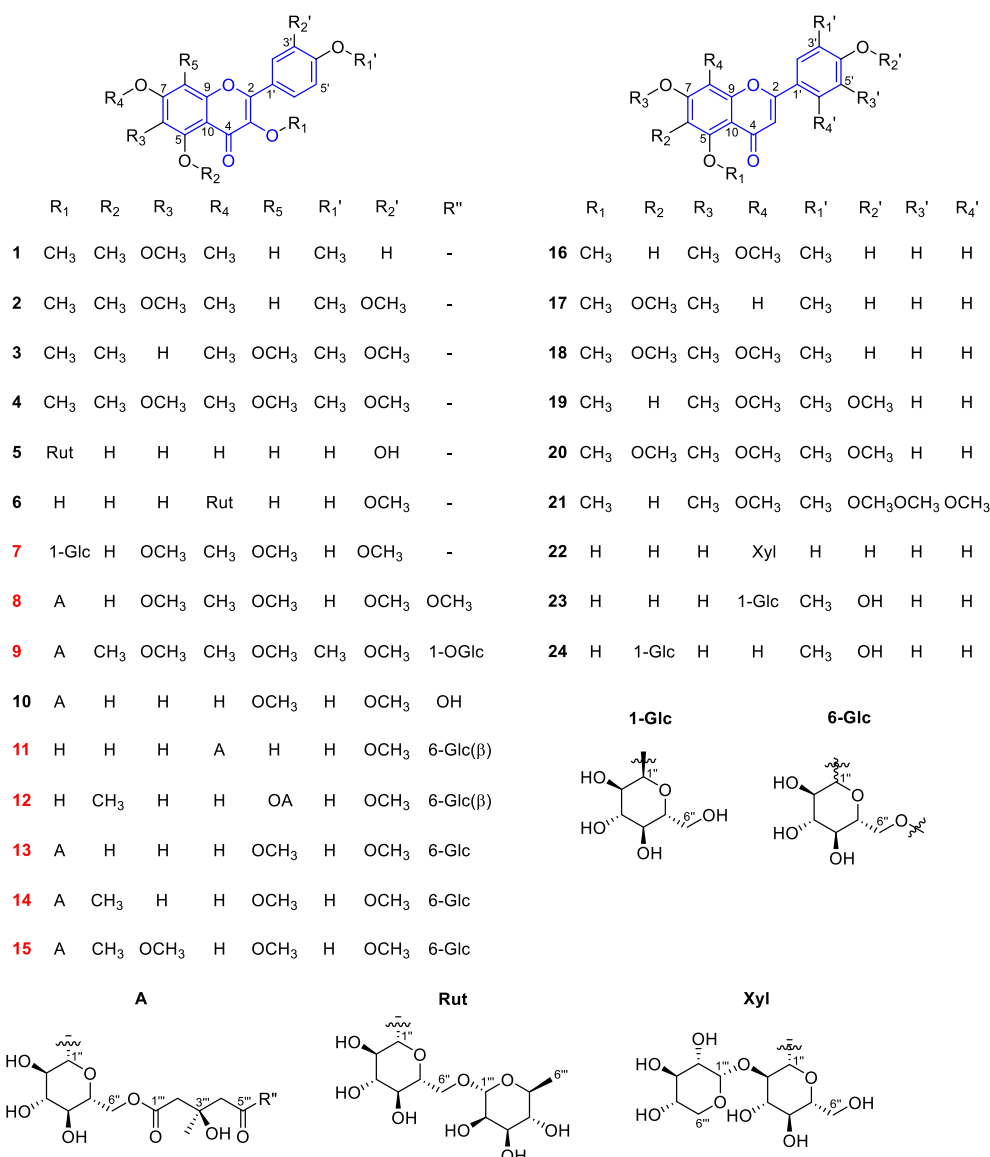 R₂' R₁'
R₅ 3' O R₁' R₄ 3' O R₂'
O 7 9 O 2 1' 5' O 7 9 O 2 1' 5' R₃'
R₄ R₃ 5 10 4 O R₁ R₃ R₂ 5 10 4 R₄'
O R₂ O O R₁ O
R₁ R₂ R₃ R₄ R₅ R₁' R₂' R" R₁ R₂ R₃ R₄ R₁' R₂' R₃' R₄'
1 CH₃ CH₃ OCH₃ CH₃ H CH₃ H - 16 CH₃ H CH₃ OCH₃ CH₃ H H H
2 CH₃ CH₃ OCH₃ CH₃ H CH₃ OCH₃ - 17 CH₃ OCH₃ CH₃ H CH₃ H H H
3 CH₃ CH₃ H CH₃ OCH₃ CH₃ OCH₃ - 18 CH₃ OCH₃ CH₃ OCH₃ CH₃ H H H
4 CH₃ CH₃ OCH₃ CH₃ OCH₃ CH₃ OCH₃ - 19 CH₃ H CH₃ OCH₃ CH₃ OCH₃ H H
5 Rut H H H H H OH - 20 CH₃ OCH₃ CH₃ OCH₃ CH₃ OCH₃ H H
6 H H H Rut H H OCH₃ - 21 CH₃ H CH₃ OCH₃ CH₃ OCH₃ OCH₃ OCH₃
7 1-Glc H OCH₃ CH₃ OCH₃ H OCH₃ - 22 H H H Xyl H H H H
8 A H OCH₃ CH₃ OCH₃ H OCH₃ OCH₃ 23 H H H 1-Glc CH₃ OH H H
9 A CH₃ OCH₃ CH₃ OCH₃ CH₃ OCH₃ 1-OGlc 24 H 1-Glc H H CH₃ OH H H
10 A H H H OCH₃ H OCH₃ OH
1-Glc 6-Glc
11 H H H A H H OCH₃ 6-Glc(β)
12 H CH₃ H H OA H OCH₃ 6-Glc(β)
HO 1" O HO 6" OH OH HO 1" O HO 6" O OH
13 A H H H OCH₃ H OCH₃ 6-Glc
14 A CH₃ H H OCH₃ H OCH₃ 6-Glc
15 A CH₃ OCH₃ H OCH₃ H OCH₃ 6-Glc
A Rut Xyl
HO 1" O HO 6" OH O 1''' O 3''' OH 5''' O R"
HO 1" O HO 6" OH O 1''' O 6''' HO OH OH
OH HO HO 1''' O O 6''' 1" O HO 6" OH OH